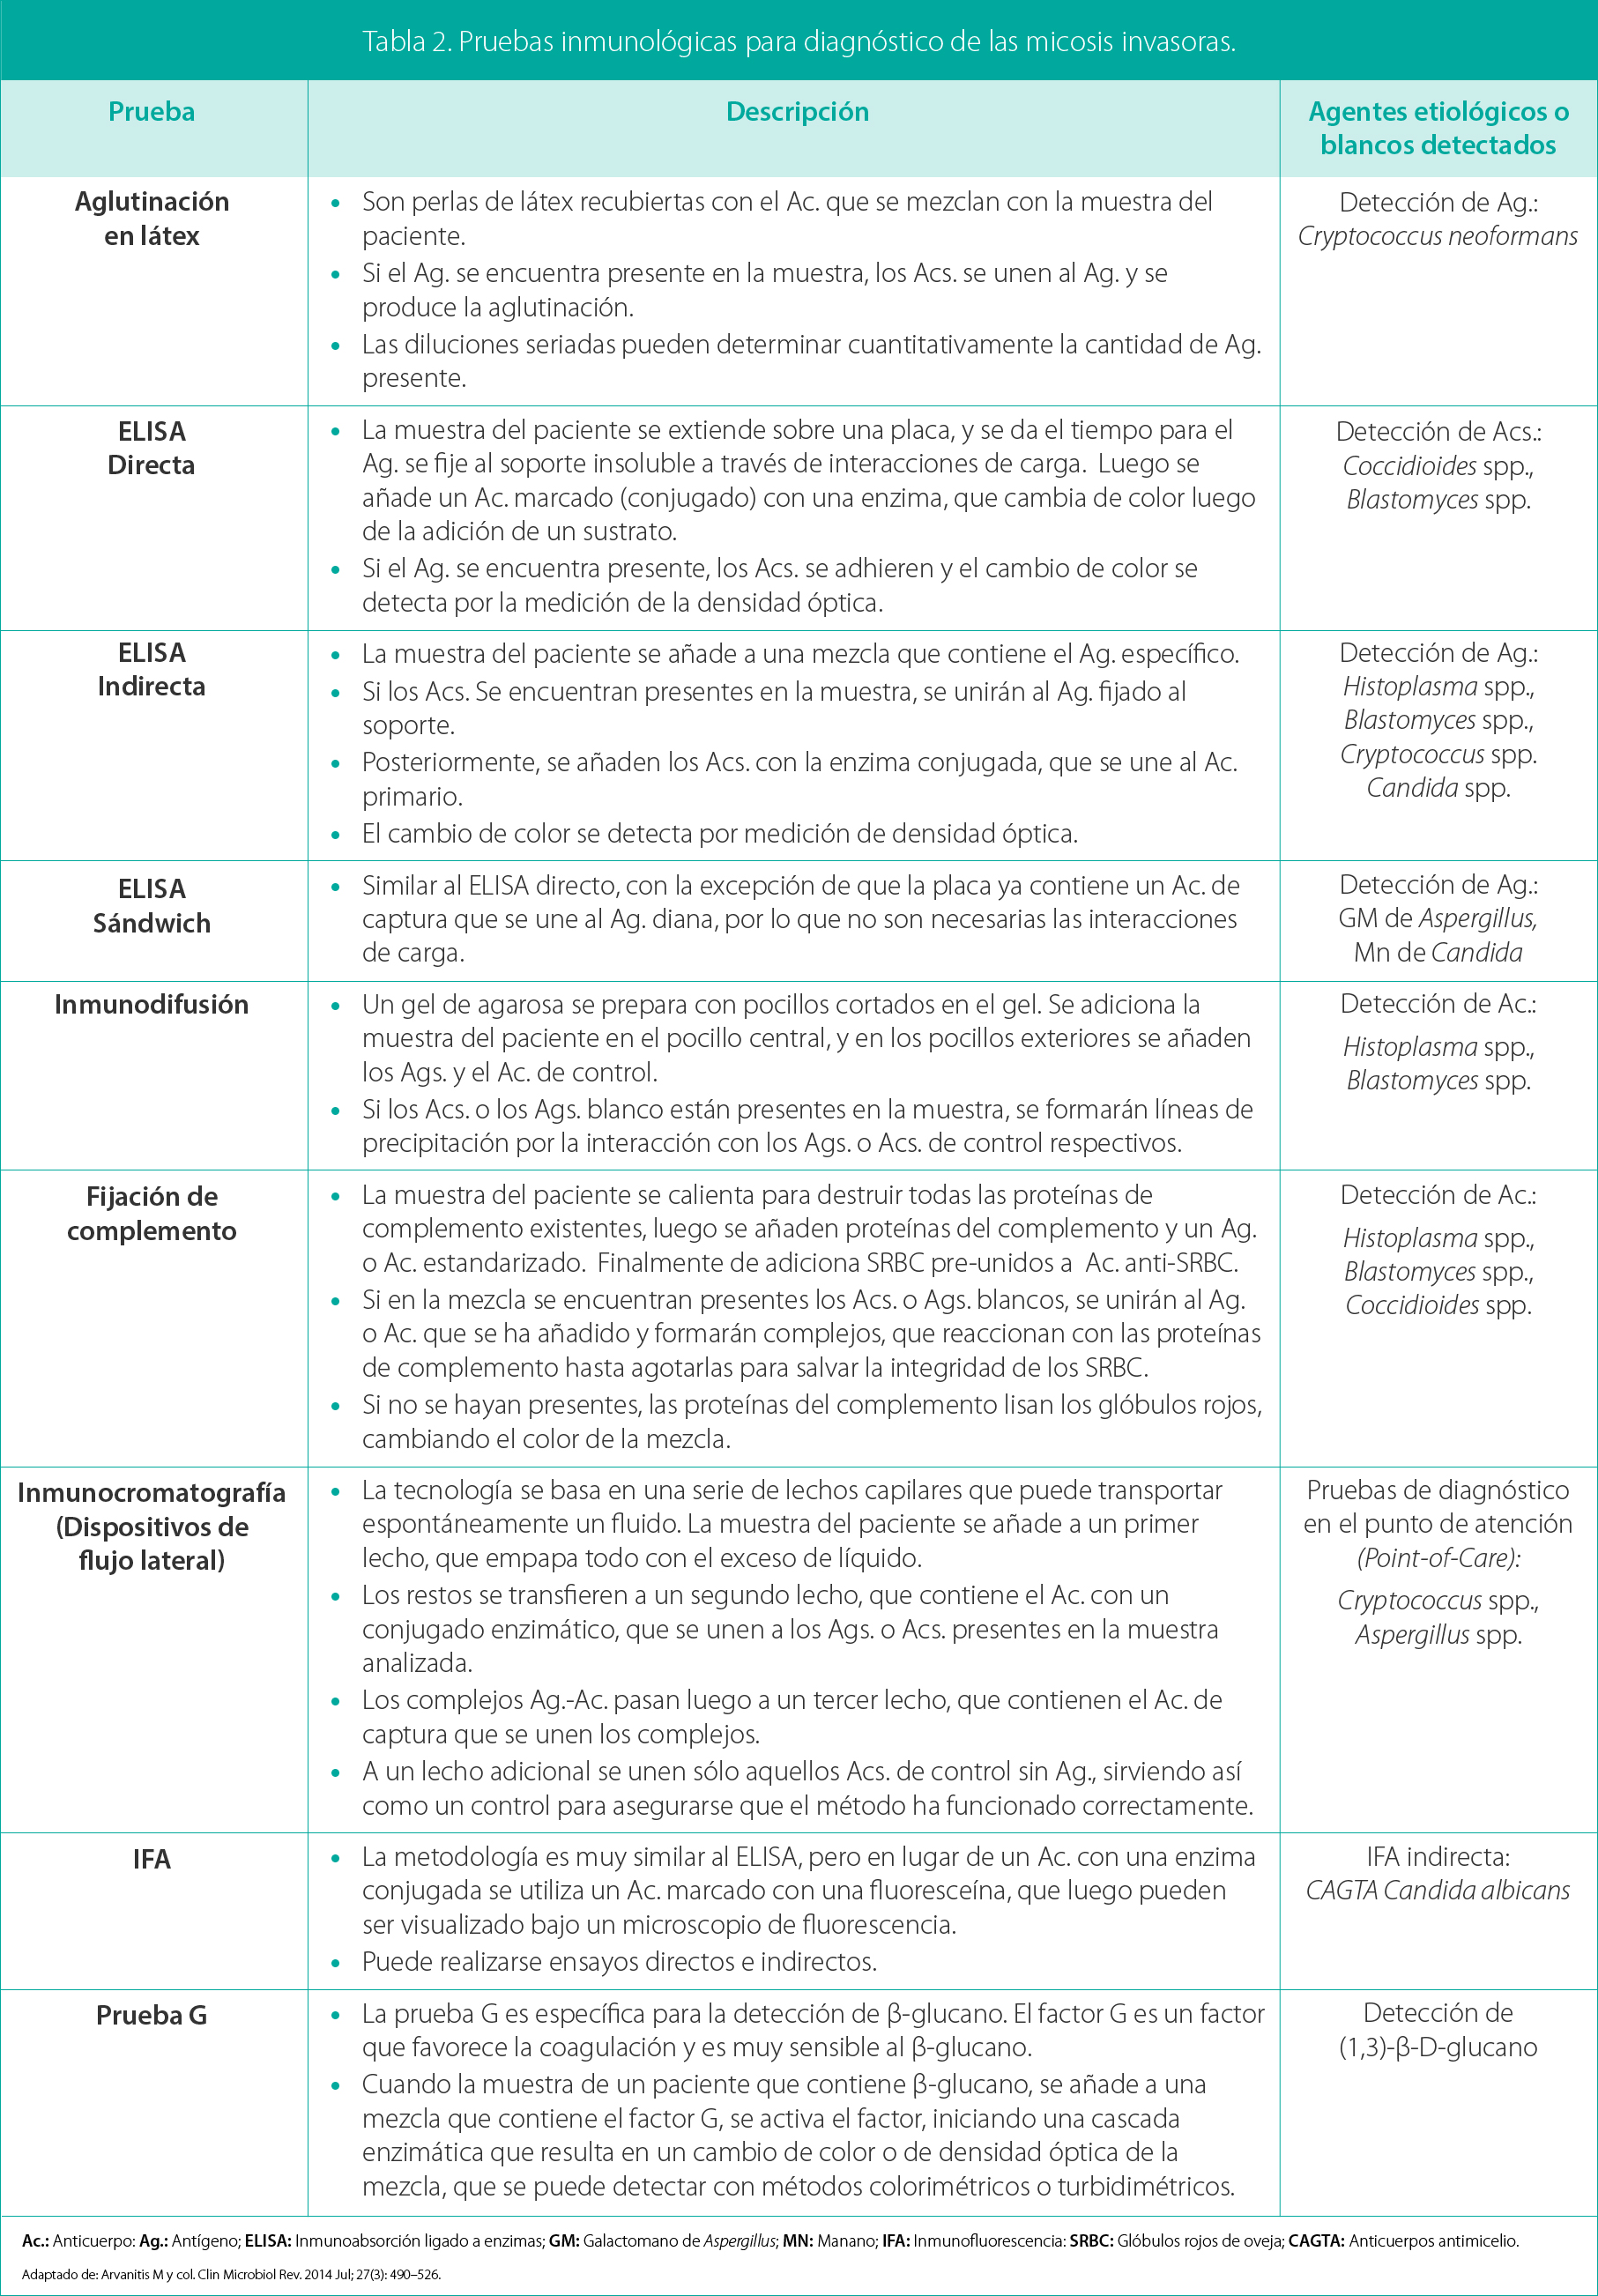 Tabla 2. Pruebas inmunológicas para diagnóstico de las micosis invasoras.
Prueba
Descripción
Agentes etiológicos o
blancos detectados
Aglutinación
en látex
• Son perlas de látex recubiertas con el Ac. que se mezclan con la muestra del
paciente.
• Si el Ag. se encuentra presente en la muestra, los Acs. se unen al Ag. y se
produce la aglutinación.
• Las diluciones seriadas pueden determinar cuantitativamente la cantidad de Ag.
presente.
Detección de Ag.:
Cryptococcus neoformans
ELISA
Directa
• La muestra del paciente se extiende sobre una placa, y se da el tiempo para el
Ag. se fije al soporte insoluble a través de interacciones de carga. Luego se
añade un Ac. marcado (conjugado) con una enzima, que cambia de color luego
de la adición de un sustrato.
• Si el Ag. se encuentra presente, los Acs. se adhieren y el cambio de color se
detecta por la medición de la densidad óptica.
Detección de Acs.:
Coccidioides spp.,
Blastomyces spp.
ELISA
Indirecta
• La muestra del paciente se añade a una mezcla que contiene el Ag. específico.
• Si los Acs. Se encuentran presentes en la muestra, se unirán al Ag. fijado al
soporte.
• Posteriormente, se añaden los Acs. con la enzima conjugada, que se une al Ac.
primario.
• El cambio de color se detecta por medición de densidad óptica.
Detección de Ag.:
Histoplasma spp.,
Blastomyces spp.,
Cryptococcus spp.
Candida spp.
ELISA
Sándwich
• Similar al ELISA directo, con la excepción de que la placa ya contiene un Ac. de
captura que se une al Ag. diana, por lo que no son necesarias las interacciones
de carga.
Detección de Ag.:
GM de Aspergillus,
Mn de Candida
Inmunodifusión
• Un gel de agarosa se prepara con pocillos cortados en el gel. Se adiciona la
muestra del paciente en el pocillo central, y en los pocillos exteriores se añaden
los Ags. y el Ac. de control.
• Si los Acs. o los Ags. blanco están presentes en la muestra, se formarán líneas de
precipitación por la interacción con los Ags. o Acs. de control respectivos.
Detección de Ac.:
Histoplasma spp.,
Blastomyces spp.
Fijación de
complemento
• La muestra del paciente se calienta para destruir todas las proteínas de
complemento existentes, luego se añaden proteínas del complemento y un Ag.
o Ac. estandarizado. Finalmente de adiciona SRBC pre-unidos a Ac. anti-SRBC.
• Si en la mezcla se encuentran presentes los Acs. o Ags. blancos, se unirán al Ag.
o Ac. que se ha añadido y formarán complejos, que reaccionan con las proteínas
de complemento hasta agotarlas para salvar la integridad de los SRBC.
• Si no se hayan presentes, las proteínas del complemento lisan los glóbulos rojos,
cambiando el color de la mezcla.
Detección de Ac.:
Histoplasma spp.,
Blastomyces spp.,
Coccidioides spp.
Inmunocromatografía
(Dispositivos de
flujo lateral)
• La tecnología se basa en una serie de lechos capilares que puede transportar
espontáneamente un fluido. La muestra del paciente se añade a un primer
lecho, que empapa todo con el exceso de líquido.
• Los restos se transfieren a un segundo lecho, que contiene el Ac. con un
conjugado enzimático, que se unen a los Ags. o Acs. presentes en la muestra
analizada.
• Los complejos Ag.-Ac. pasan luego a un tercer lecho, que contienen el Ac. de
captura que se unen los complejos.
• A un lecho adicional se unen sólo aquellos Acs. de control sin Ag., sirviendo así
como un control para asegurarse que el método ha funcionado correctamente.
Pruebas de diagnóstico
en el punto de atención
(Point-of-Care):
Cryptococcus spp.,
Aspergillus spp.
IFA
• La metodología es muy similar al ELISA, pero en lugar de un Ac. con una enzima
conjugada se utiliza un Ac. marcado con una fluoresceína, que luego pueden
ser visualizado bajo un microscopio de fluorescencia.
• Puede realizarse ensayos directos e indirectos.
IFA indirecta:
CAGTA Candida albicans
Prueba G
• La prueba G es específica para la detección de β-glucano. El factor G es un factor
que favorece la coagulación y es muy sensible al β-glucano.
• Cuando la muestra de un paciente que contiene β-glucano, se añade a una
mezcla que contiene el factor G, se activa el factor, iniciando una cascada
enzimática que resulta en un cambio de color o de densidad óptica de la
mezcla, que se puede detectar con métodos colorimétricos o turbidimétricos.
Detección de
(1,3)-β-D-glucano
Ac.: Anticuerpo: Ag.: Antígeno; ELISA: Inmunoabsorción ligado a enzimas; GM: Galactomano de Aspergillus; MN: Manano; IFA: Inmunofluorescencia: SRBC: Glóbulos rojos de oveja; CAGTA: Anticuerpos antimicelio.
Adaptado de: Arvanitis M y col. Clin Microbiol Rev. 2014 Jul; 27(3): 490–526.